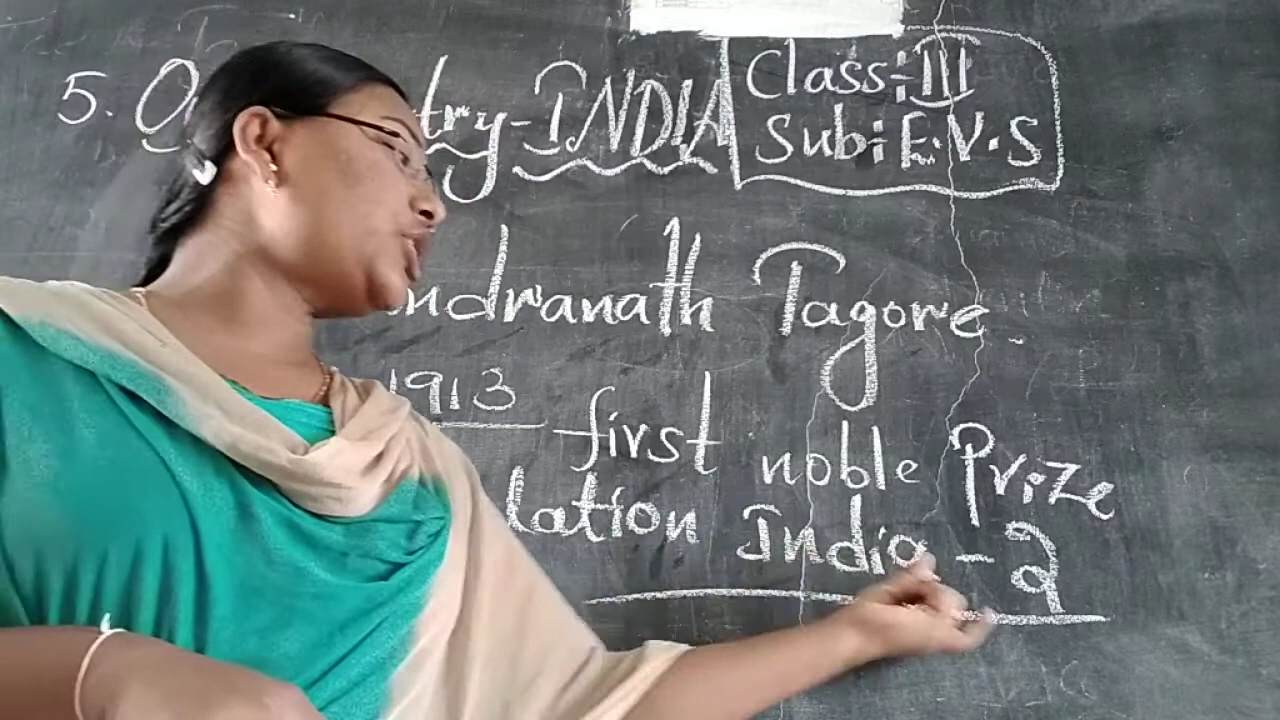 5. O try-INDIA
Class:-III
Sub: E.V.S
ndranath Tagore.
1913 first noble Prize
lation India - 2